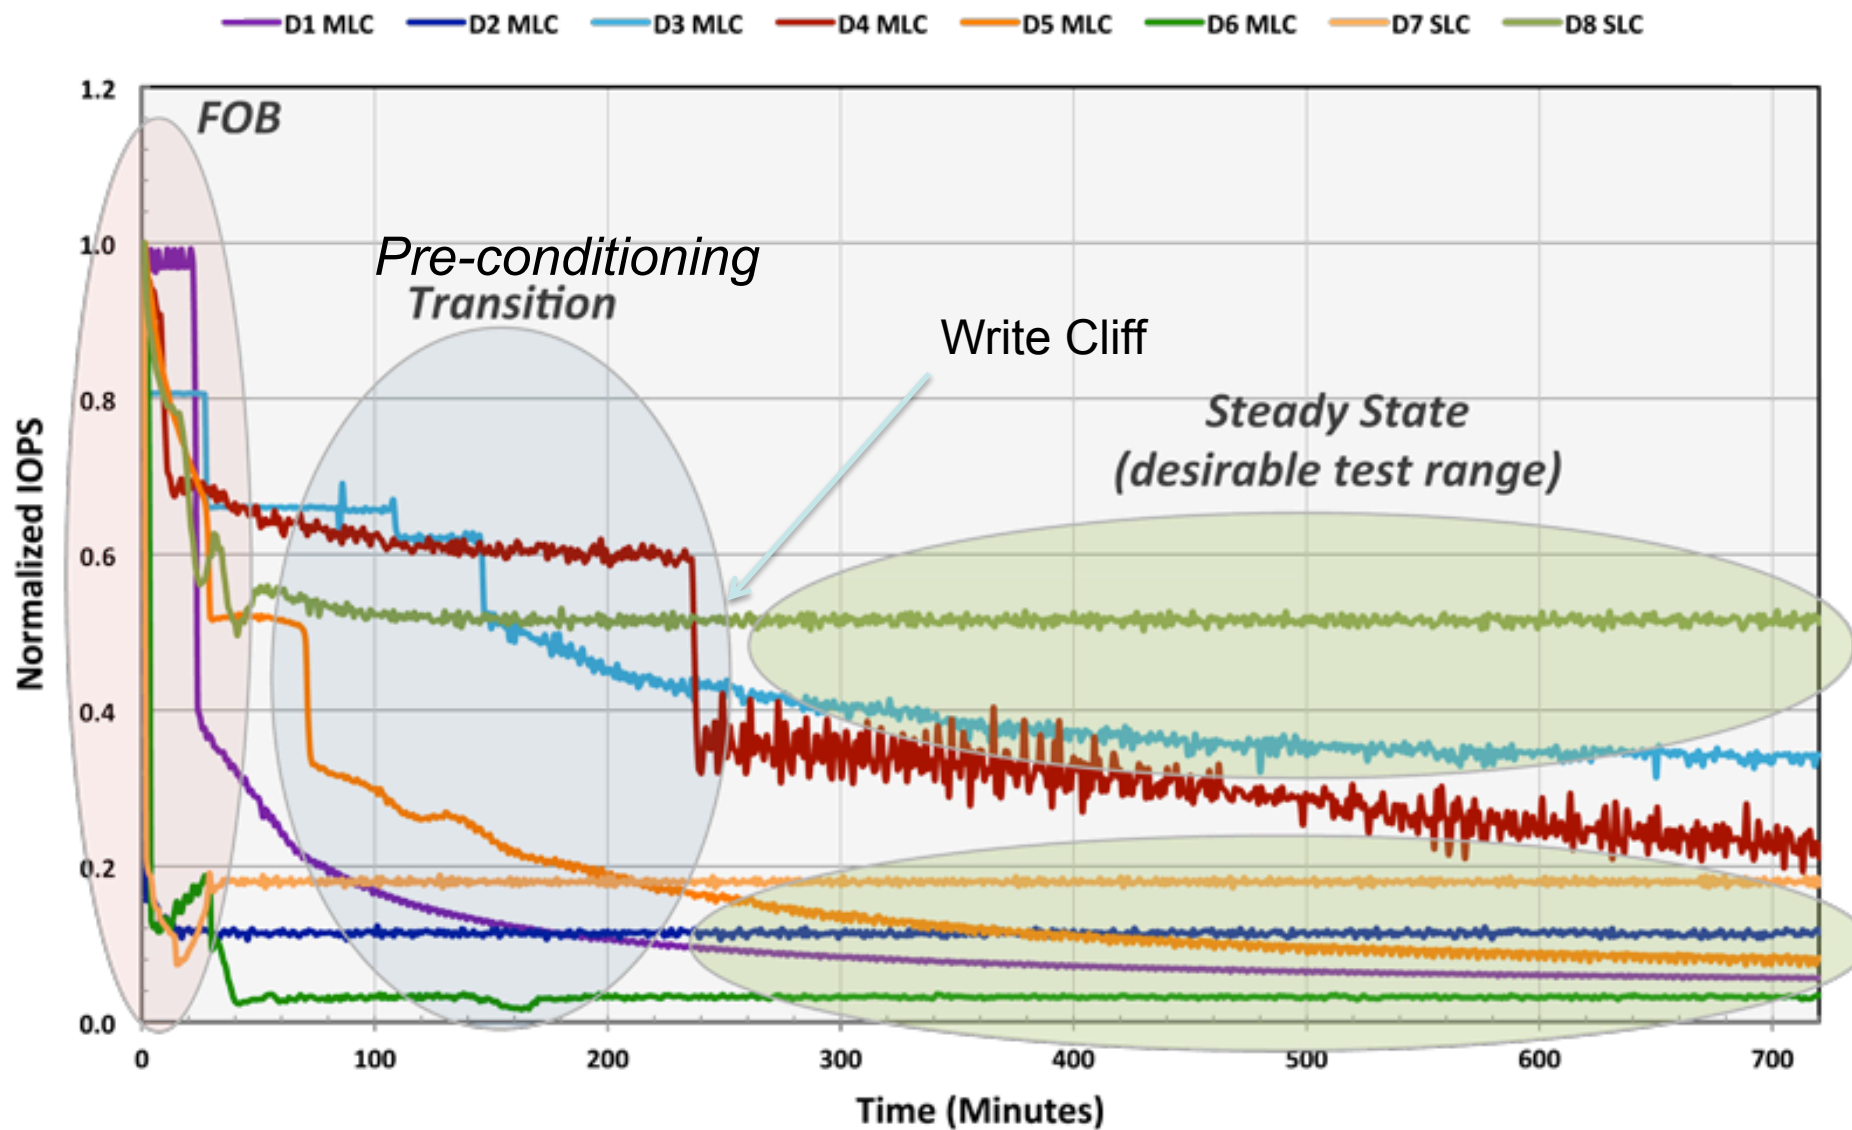 D1 MLC D2 MLC D3 MLC D4 MLC D5 MLC D6 MLC D7 SLC D8 SLC
1.2
FOB
1.0
Pre-conditioning
Transition
Write Cliff
0.8
Steady State
(desirable test range)
Normalized IOPS
0.6
0.4
0.2
0.0
0 100 200 300 400 500 600 700
Time (Minutes)